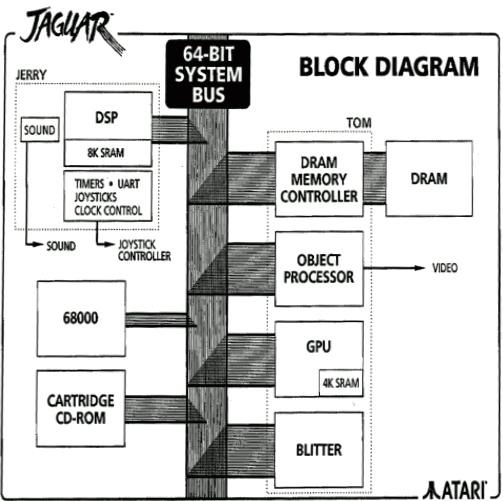 JAGUAR
64-BIT
SYSTEM
BUS
BLOCK DIAGRAM
JERRY
SOUND
DSP
8K SRAM
TIMERS • UART
JOYSTICKS
CLOCK CONTROL
SOUND
JOYSTICK
CONTROLLER
TOM
DRAM
MEMORY
CONTROLLER
DRAM
OBJECT
PROCESSOR
VIDEO
68000
GPU
4K SRAM
CARTRIDGE
CD-ROM
BLITTER
ATARI